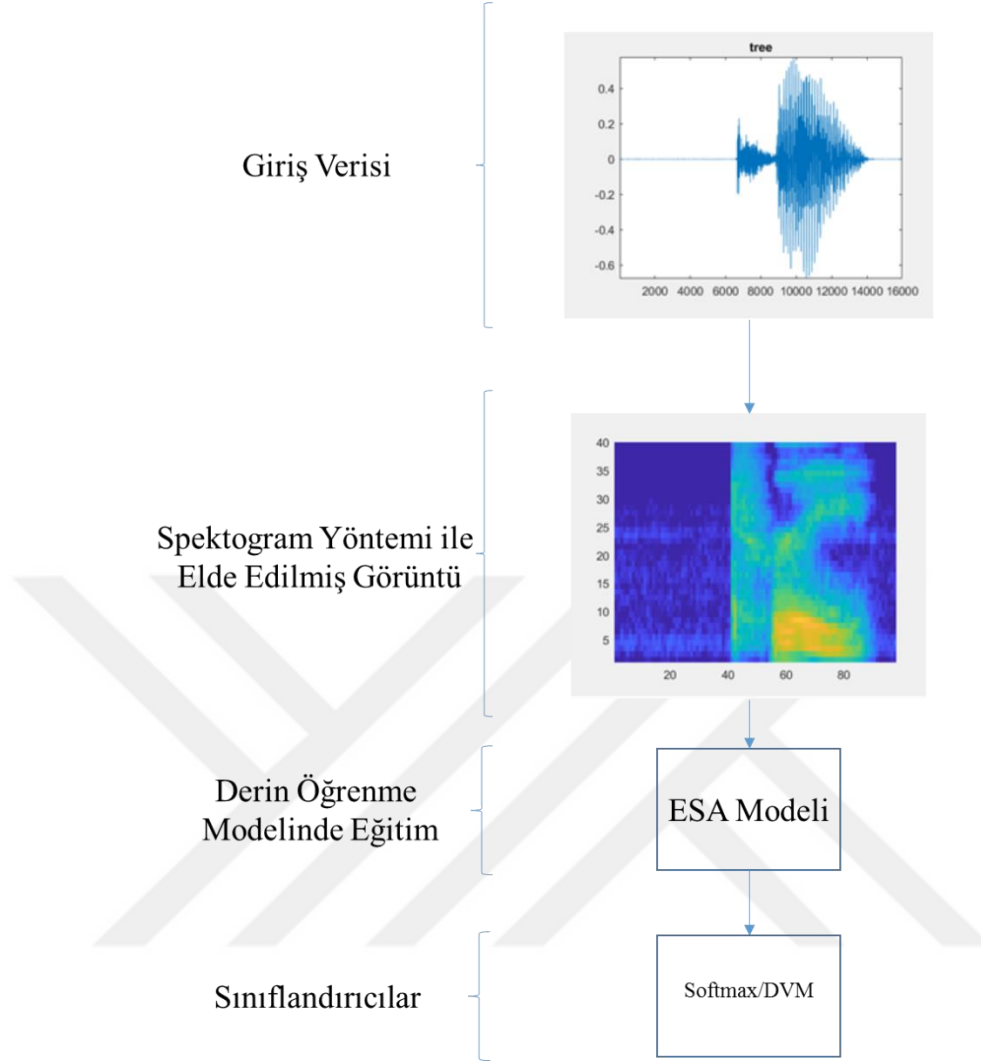 tree
0.4
0.2
0
-0.2
-0.4
-0.6
2000 4000 6000 8000 10000 12000 14000 16000
Giriş Verisi
40
35
30
25
20
15
10
5
20 40 60 80
Spektogram Yöntemi ile
Elde Edilmiş Görüntü
Derin Öğrenme
Modelinde Eğitim
ESA Modeli
Sınıflandırıcılar
Softmax/DVM